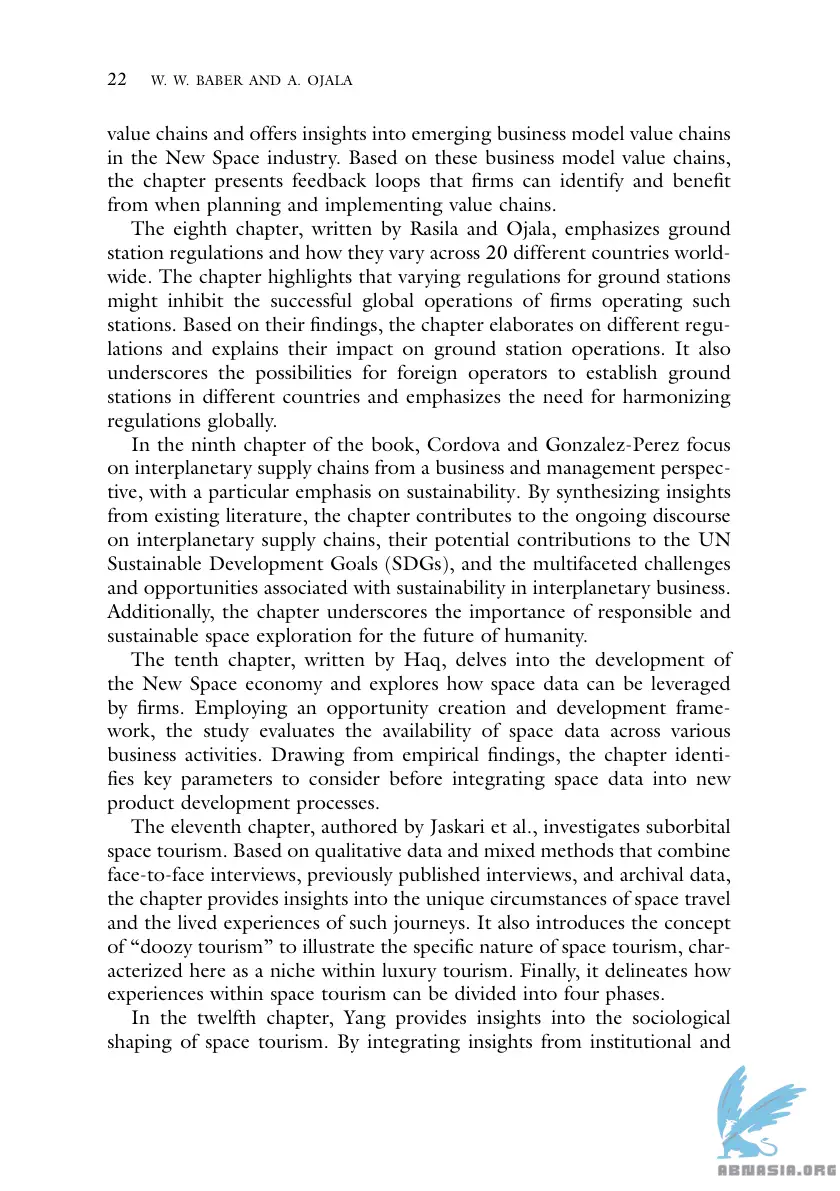 22 W. W. BABER AND A. OJALA
value chains and offers insights into emerging business model value chains
in the New Space industry. Based on these business model value chains,
the chapter presents feedback loops that firms can identify and benefit
from when planning and implementing value chains.
The eighth chapter, written by Rasila and Ojala, emphasizes ground
station regulations and how they vary across 20 different countries world-
wide. The chapter highlights that varying regulations for ground stations
might inhibit the successful global operations of firms operating such
stations. Based on their findings, the chapter elaborates on different regu-
lations and explains their impact on ground station operations. It also
underscores the possibilities for foreign operators to establish ground
stations in different countries and emphasizes the need for harmonizing
regulations globally.
In the ninth chapter of the book, Cordova and Gonzalez-Perez focus
on interplanetary supply chains from a business and management perspec-
tive, with a particular emphasis on sustainability. By synthesizing insights
from existing literature, the chapter contributes to the ongoing discourse
on interplanetary supply chains, their potential contributions to the UN
Sustainable Development Goals (SDGs), and the multifaceted challenges
and opportunities associated with sustainability in interplanetary business.
Additionally, the chapter underscores the importance of responsible and
sustainable space exploration for the future of humanity.
The tenth chapter, written by Haq, delves into the development of
the New Space economy and explores how space data can be leveraged
by firms. Employing an opportunity creation and development frame-
work, the study evaluates the availability of space data across various
business activities. Drawing from empirical findings, the chapter identi-
fies key parameters to consider before integrating space data into new
product development processes.
The eleventh chapter, authored by Jaskari et al., investigates suborbital
space tourism. Based on qualitative data and mixed methods that combine
face-to-face interviews, previously published interviews, and archival data,
the chapter provides insights into the unique circumstances of space travel
and the lived experiences of such journeys. It also introduces the concept
of “doozy tourism” to illustrate the specific nature of space tourism, char-
acterized here as a niche within luxury tourism. Finally, it delineates how
experiences within space tourism can be divided into four phases.
In the twelfth chapter, Yang provides insights into the sociological
shaping of space tourism. By integrating insights from institutional and
ABNASIA.ORG